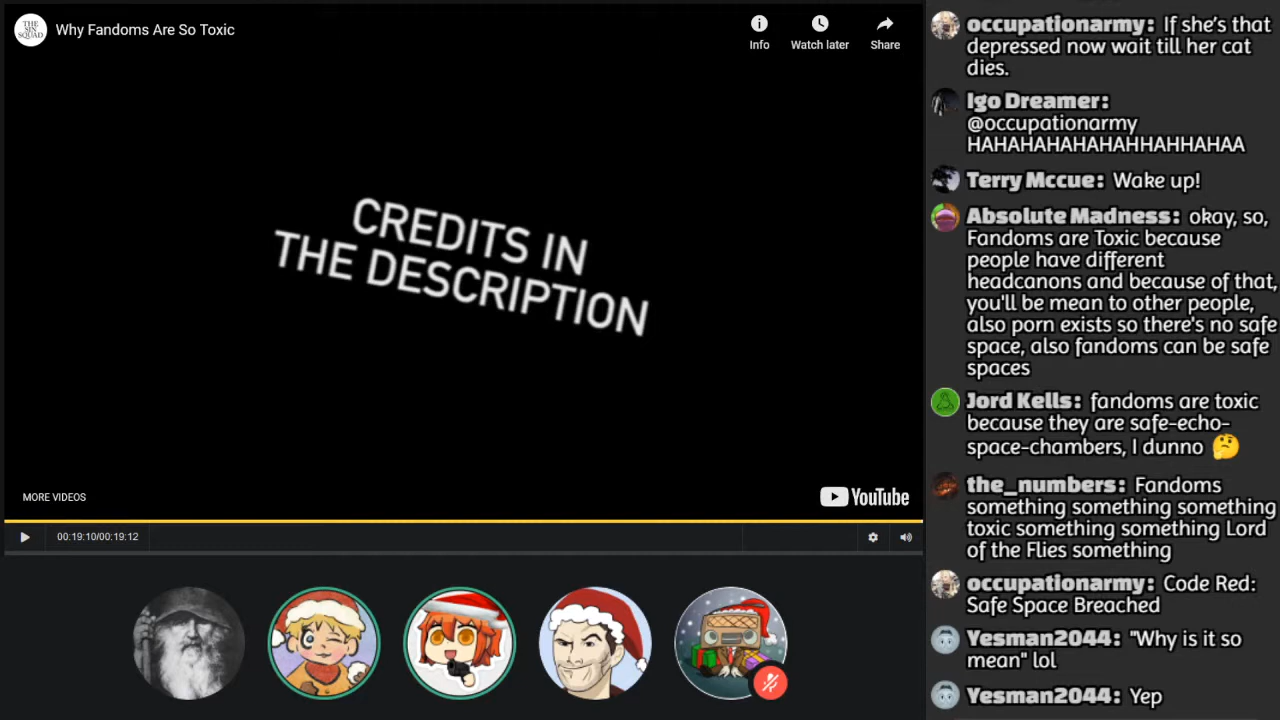 THE
SIN
SQUAD
Why Fandoms Are So Toxic
Info
Watch later
Share
CREDITS IN
THE DESCRIPTION
MORE VIDEOS
YouTube
00:19:10/00:19:12
occupationarmy: If she's that
depressed now wait till her cat
dies.
Igo Dreamer:
@occupationarmy
HAHAHAHAHAHAHHAHHAHAA
Terry Mccue: Wake up!
Absolute Madness: okay, so,
Fandoms are Toxic because
people have different
headcanons and because of that,
you'll be mean to other people,
also porn exists so there's no safe
space, also fandoms can be safe
spaces
Jord Kells: fandoms are toxic
because they are safe-echo-
space-chambers, I dunno 🤔
the_numbers: Fandoms
something something something
toxic something something Lord
of the Flies something
occupationarmy: Code Red:
Safe Space Breached
Yesman2044: "Why is it so
mean" lol
Yesman2044: Yep